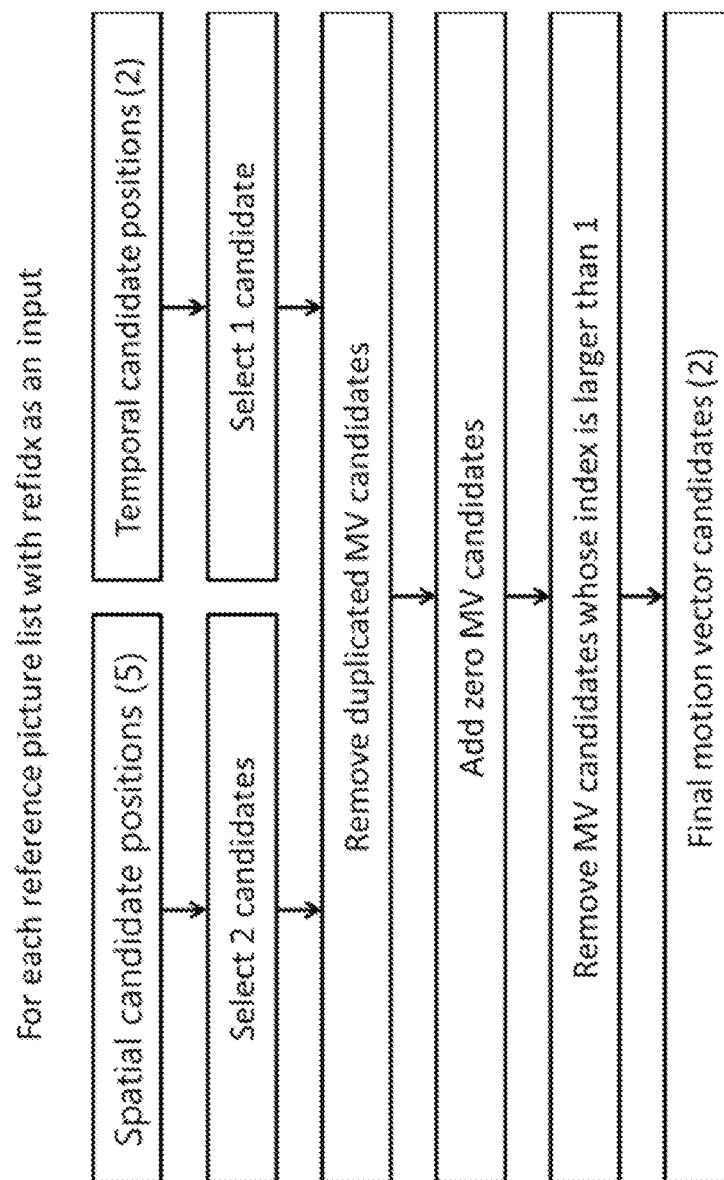 For each reference picture list with refidx as an input
Spatial candidate positions (5)
Temporal candidate positions (2)
Select 2 candidates
Select 1 candidate
Remove duplicated MV candidates
Add zero MV candidates
Remove MV candidates whose index is larger than 1
Final motion vector candidates (2)